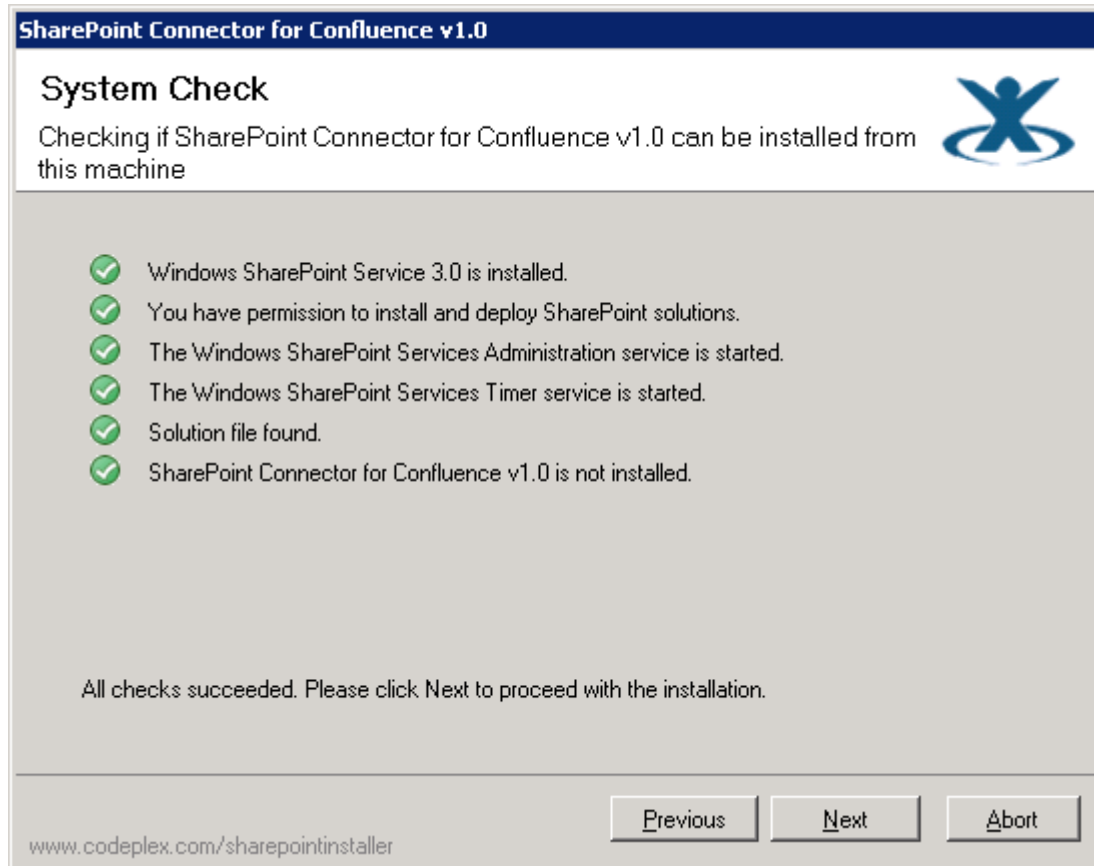 SharePoint Connector for Confluence v1.0
System Check
Checking if SharePoint Connector for Confluence v1.0 can be installed from
this machine
Windows SharePoint Service 3.0 is installed.
You have permission to install and deploy SharePoint solutions.
The Windows SharePoint Services Administration service is started.
The Windows SharePoint Services Timer service is started.
Solution file found.
SharePoint Connector for Confluence v1.0 is not installed.
All checks succeeded. Please click Next to proceed with the installation.
Previous Next Abort
www.codeplex.com/sharepointinstaller